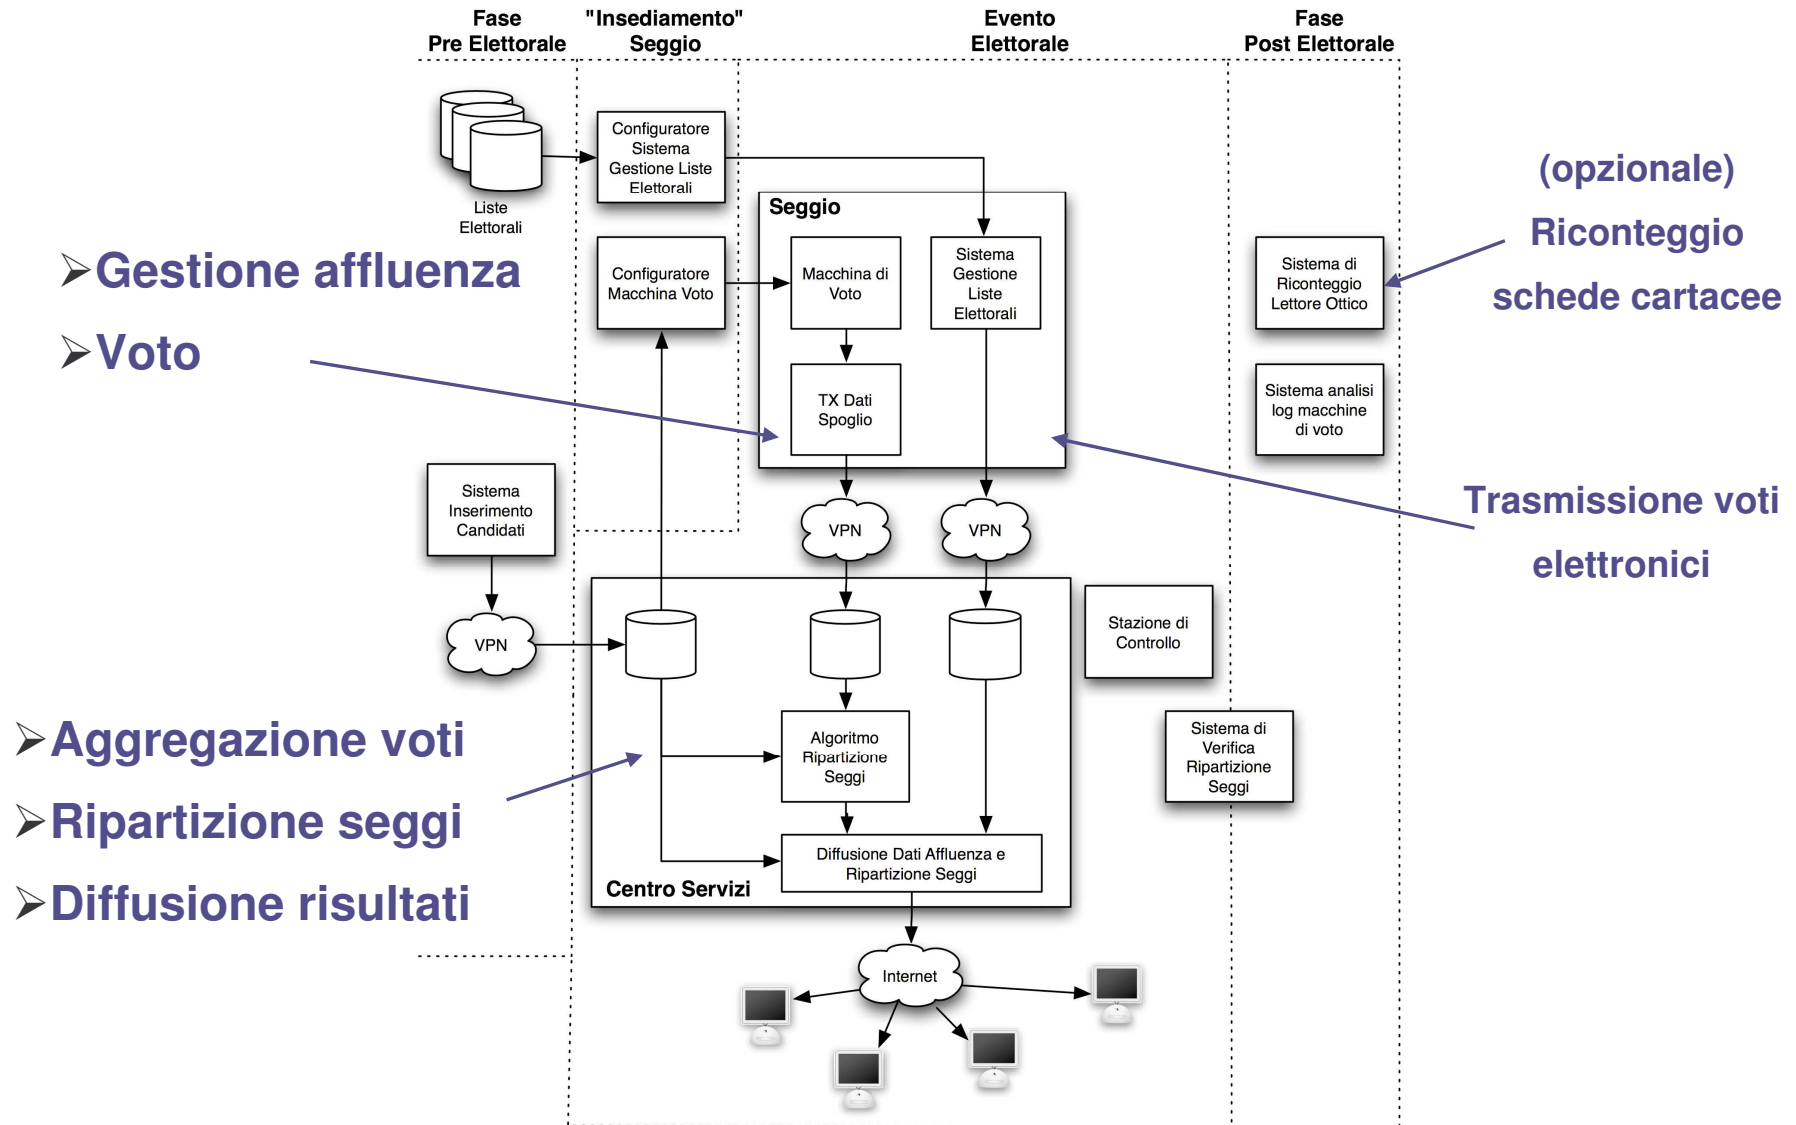 Fase
Pre Elettorale
"Insediamento"
Seggio
Evento
Elettorale
Fase
Post Elettorale
Liste
Elettorali
Configuratore
Sistema
Gestione Liste
Elettorali
Seggio
Configuratore
Macchina Voto
Macchina di
Voto
Sistema
Gestione
Liste
Elettorali
Sistema di
Riconteggio
Lettore Ottico
(opzionale)
Riconteggio
schede cartacee
➢Gestione affluenza
➢Voto
TX Dati
Spoglio
Sistema analisi
log macchine
di voto
Sistema
Inserimento
Candidati
VPN
VPN
Trasmissione voti
elettronici
VPN
Stazione di
Controllo
➢Aggregazione voti
➢Ripartizione seggi
➢Diffusione risultati
Algoritmo
Ripartizione
Seggi
Sistema di
Verifica
Ripartizione
Seggi
Diffusione Dati Affluenza e
Ripartizione Seggi
Centro Servizi
Internet